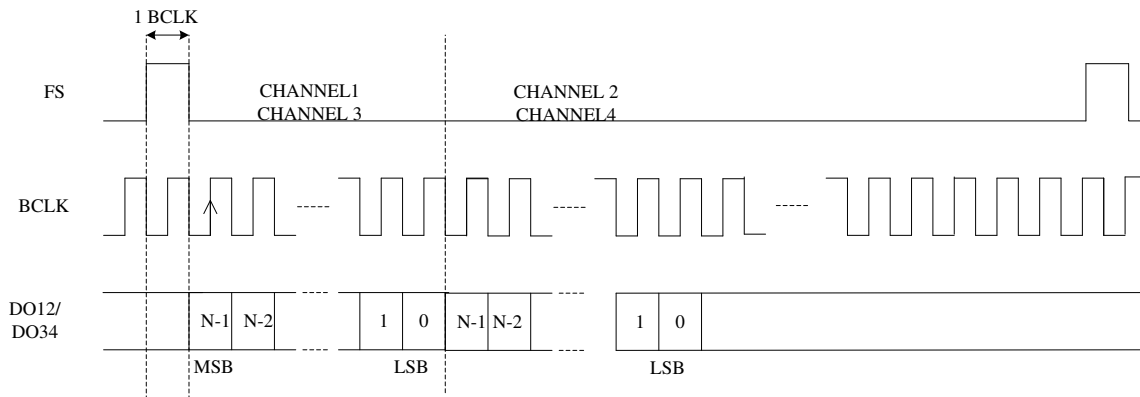 1 BCLK
FS
CHANNEL1
CHANNEL 3
CHANNEL 2
CHANNEL4
BCLK
DO12/
DO34
N-1 N-2 1 0 N-1 N-2 1 0
MSB LSB LSB